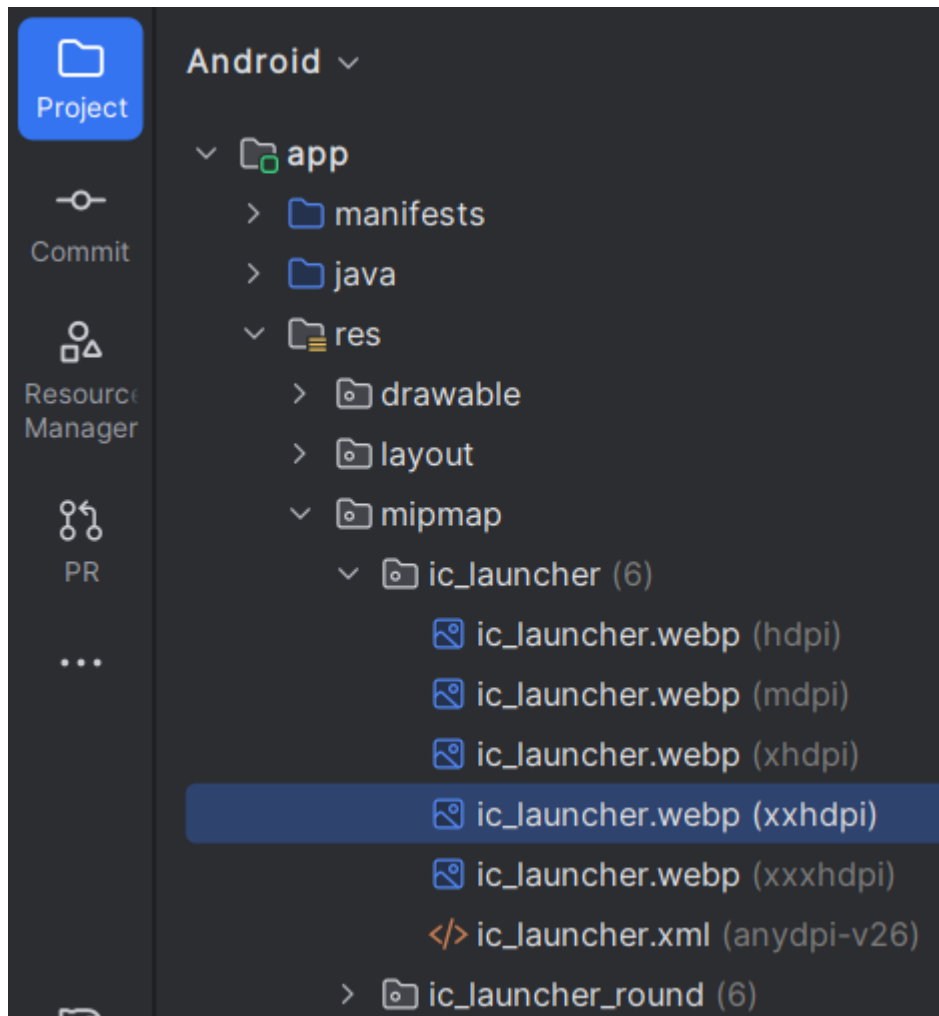 Project
Commit
Resource
Manager
PR
Android
app
manifests
java
res
drawable
layout
mipmap
ic_launcher (6)
ic_launcher.webp (hdpi)
ic_launcher.webp (mdpi)
ic_launcher.webp (xhdpi)
ic_launcher.webp (xxhdpi)
ic_launcher.webp (xxxhdpi)
ic_launcher.xml (anydpi-v26)
ic_launcher_round (6)